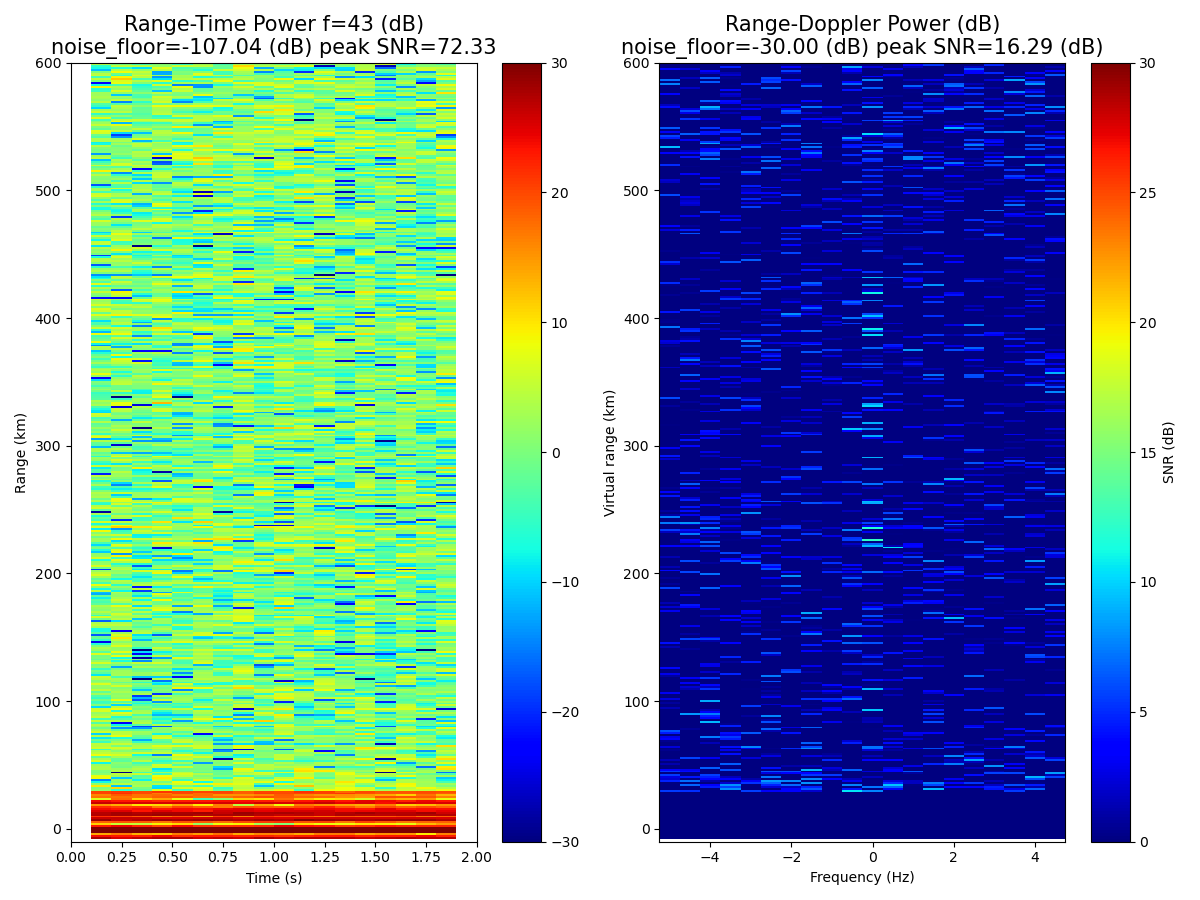 Range-Time Power f=43 (dB)
noise_floor=-107.04 (dB) peak SNR=72.33
Range (km)
600
500
400
300
200
100
0
0.00 0.25 0.50 0.75 1.00 1.25 1.50 1.75 2.00
Time (s)
30
20
10
0
−10
−20
−30
Range-Doppler Power (dB)
noise_floor=-30.00 (dB) peak SNR=16.29 (dB)
Virtual range (km)
600
500
400
300
200
100
0
−4 −2 0 2 4
Frequency (Hz)
30
25
20
15
10
5
0
SNR (dB)